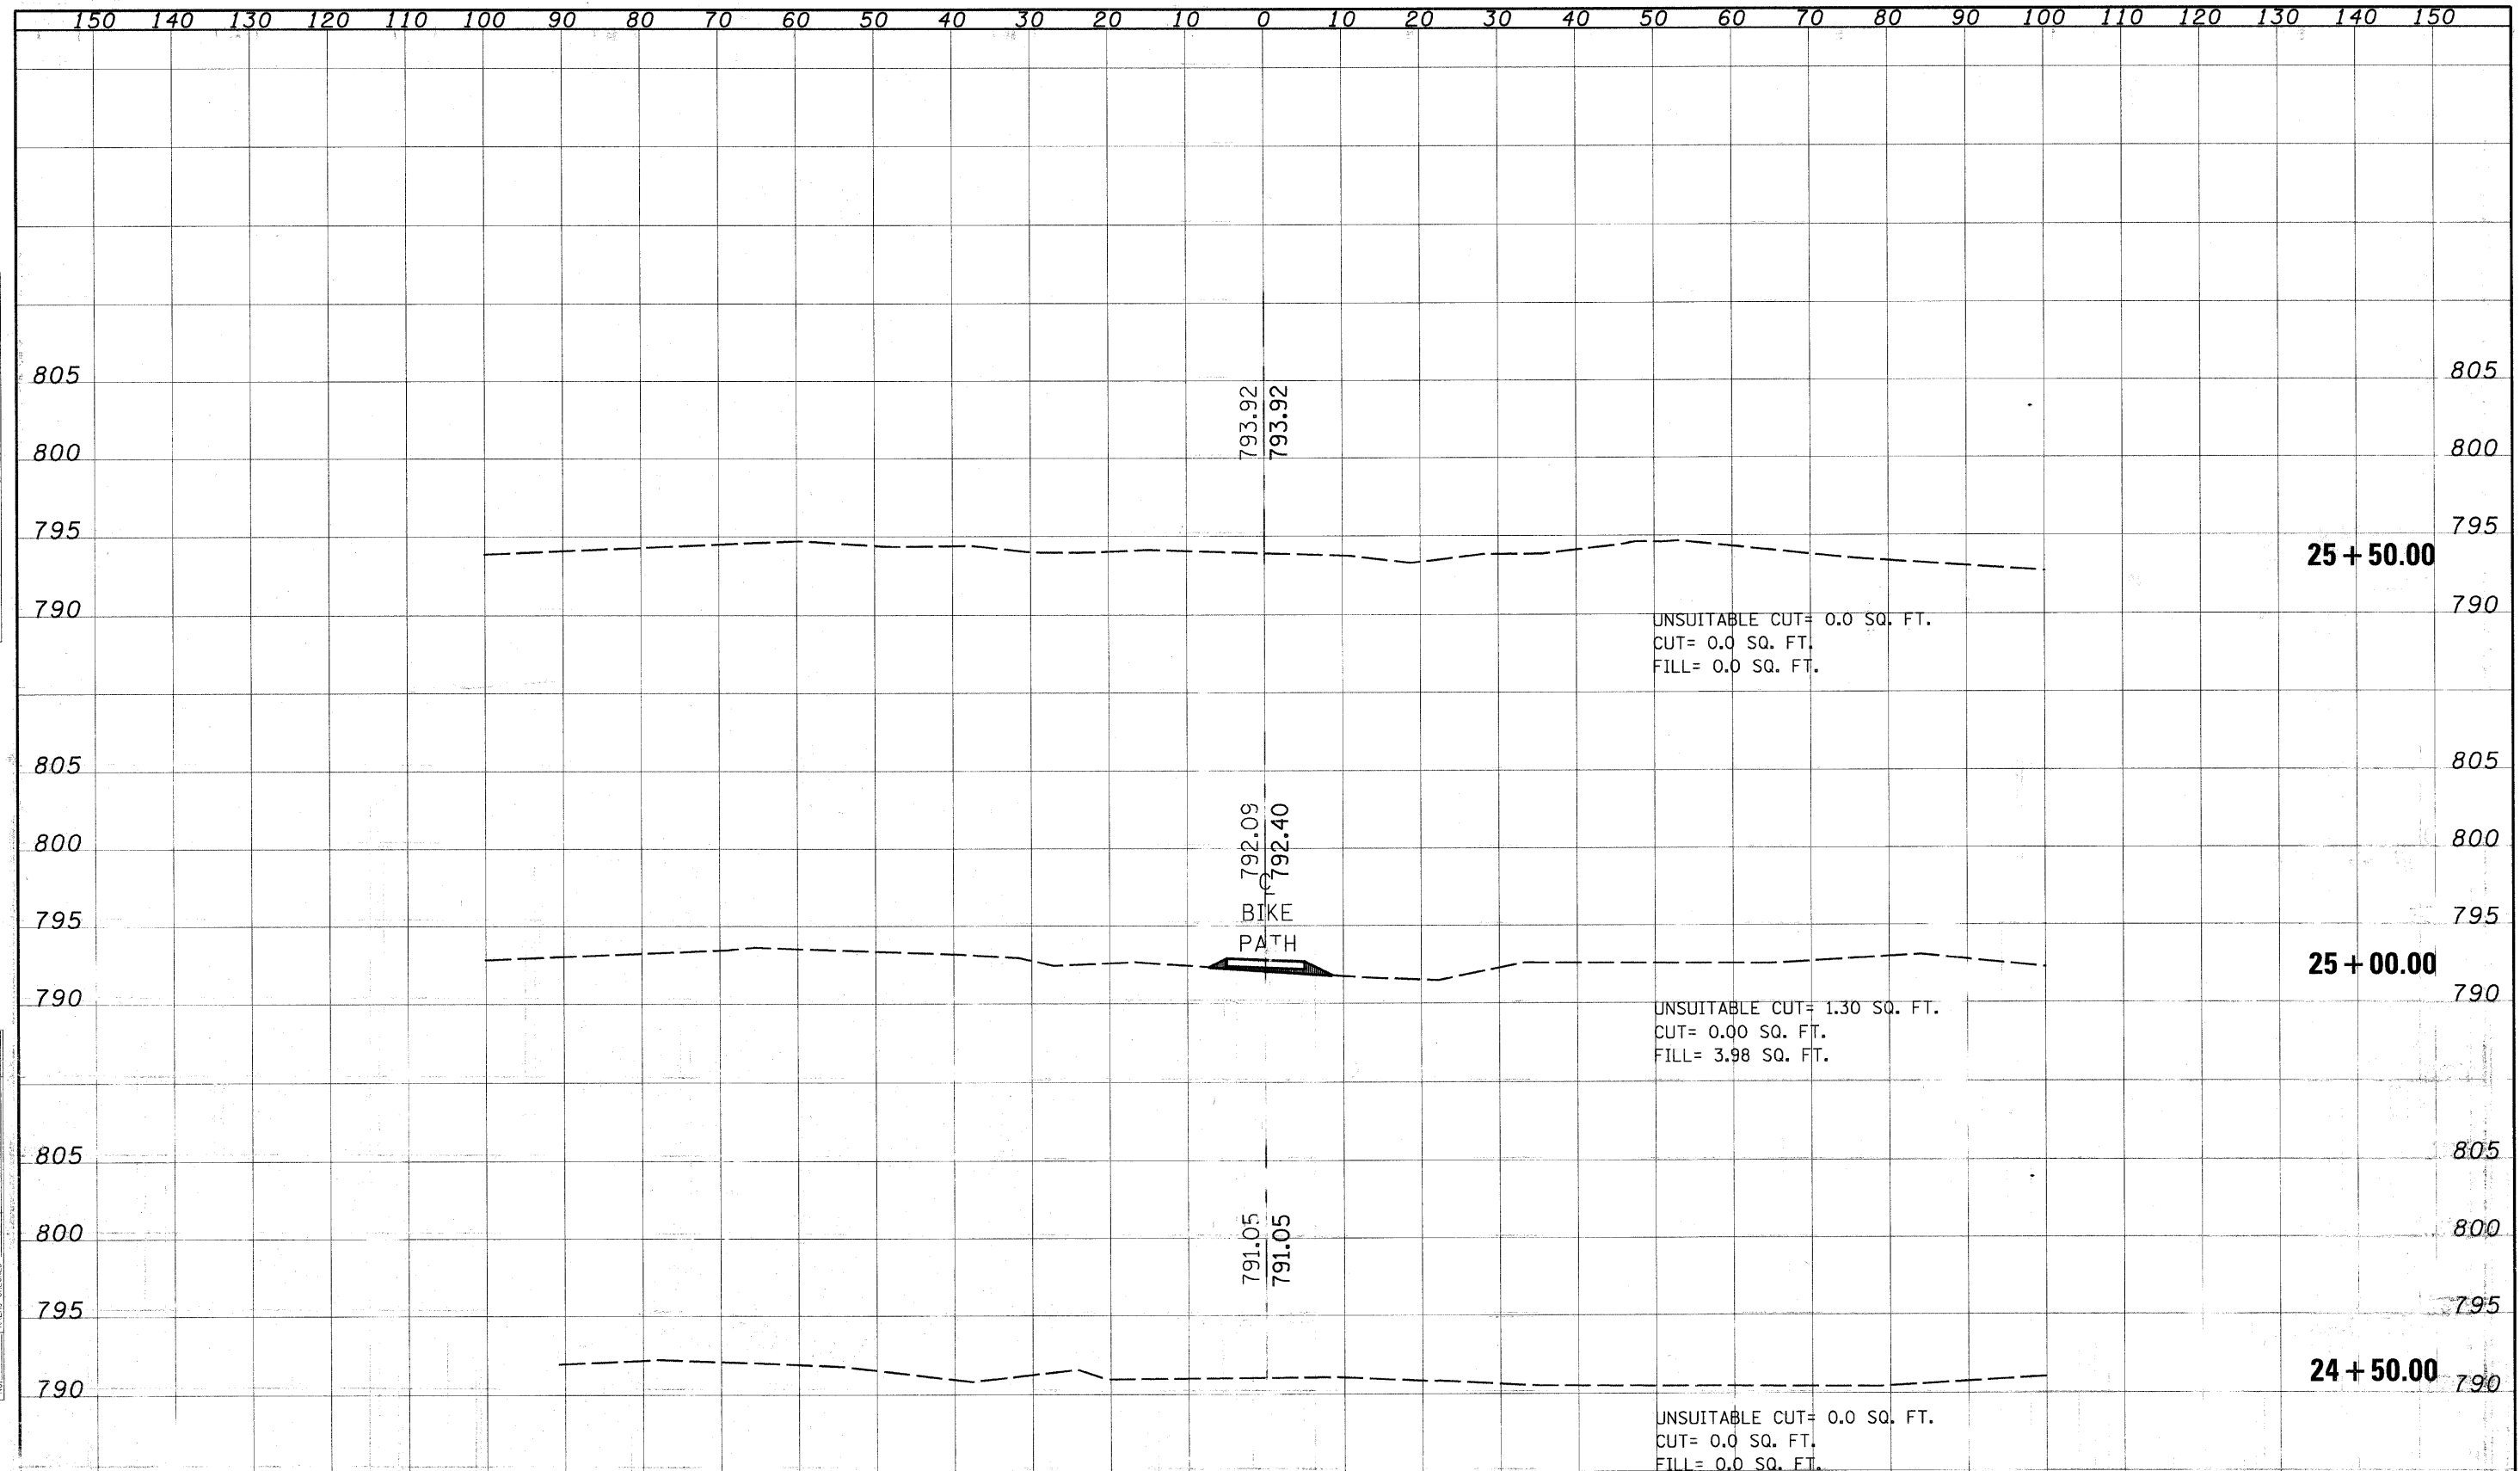 150 140 130 120 110 100 90 80 70 60 50 40 30 20 10 0 10 20 30 40 50 60 70 80 90 100 110 120 130 140 150
805 805
793.92
793.92
800 800
795 795
25+50.00
790 790
UNSUITABLE CUT= 0.0 SQ. FT.
CUT= 0.0 SQ. FT.
FILL= 0.0 SQ. FT.
805 805
792.09
792.40
800 800
℄
BIKE
PATH
795 795
25+00.00
790 790
UNSUITABLE CUT= 1.30 SQ. FT.
CUT= 0.00 SQ. FT.
FILL= 3.98 SQ. FT.
805 805
791.05
791.05
800 800
795 795
24+50.00
790 790
UNSUITABLE CUT= 0.0 SQ. FT.
CUT= 0.0 SQ. FT.
FILL= 0.0 SQ. FT.